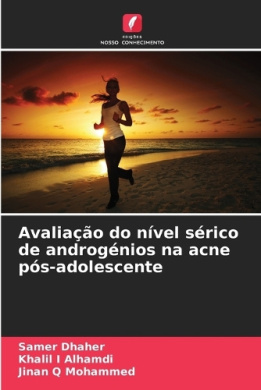 edições
NOSSO CONHECIMENTO
Avaliação do nível sérico
de androgénios na acne
pós-adolescente
Samer Dhaher
Khalil I Alhamdi
Jinan Q Mohammed